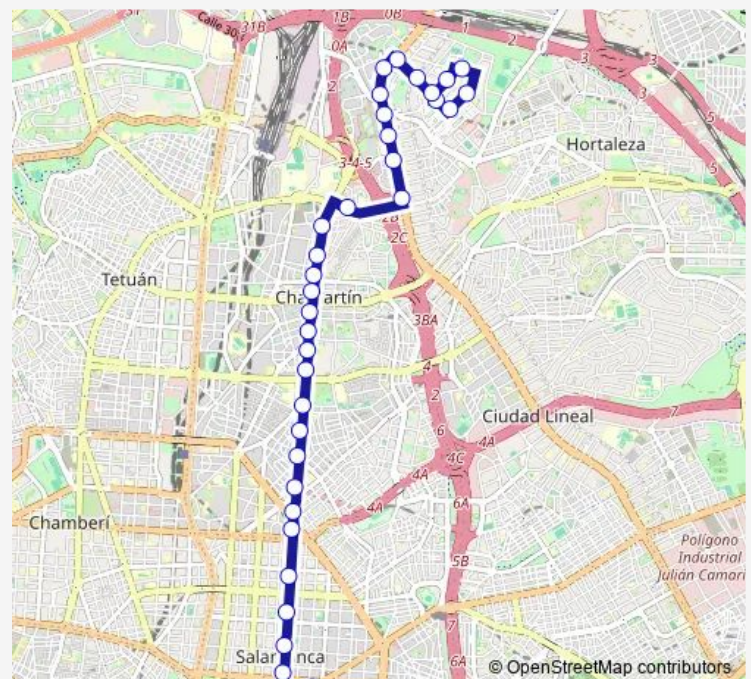 31
31B
1B
0B
1
2
Calle 30
0A
2
3
3
3
3
5
5
3-4-5
Hortaleza
2B
2C
Tetuán
Chamartín
3BA
4
2
Ciudad Lineal
7
6
4A
4C
4A
6A
4A
Chamberí
Polígono
Industrial
Julián Camari
5B
7
Salamanca
6A
© OpenStreetMap contributors